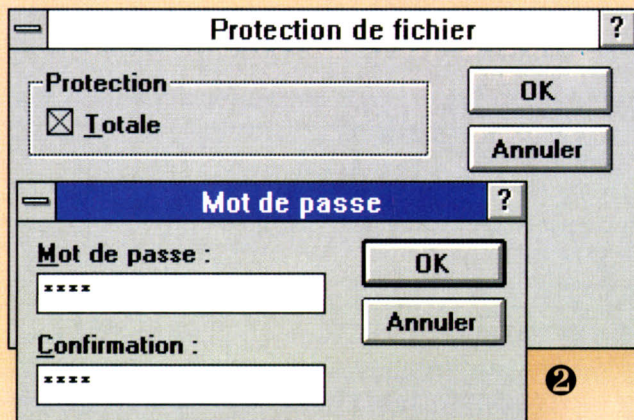 Protection de fichier ?
Protection
Totale
OK
Annuler
Mot de passe ?
Mot de passe :
****
OK
Annuler
Confirmation :
****
❷